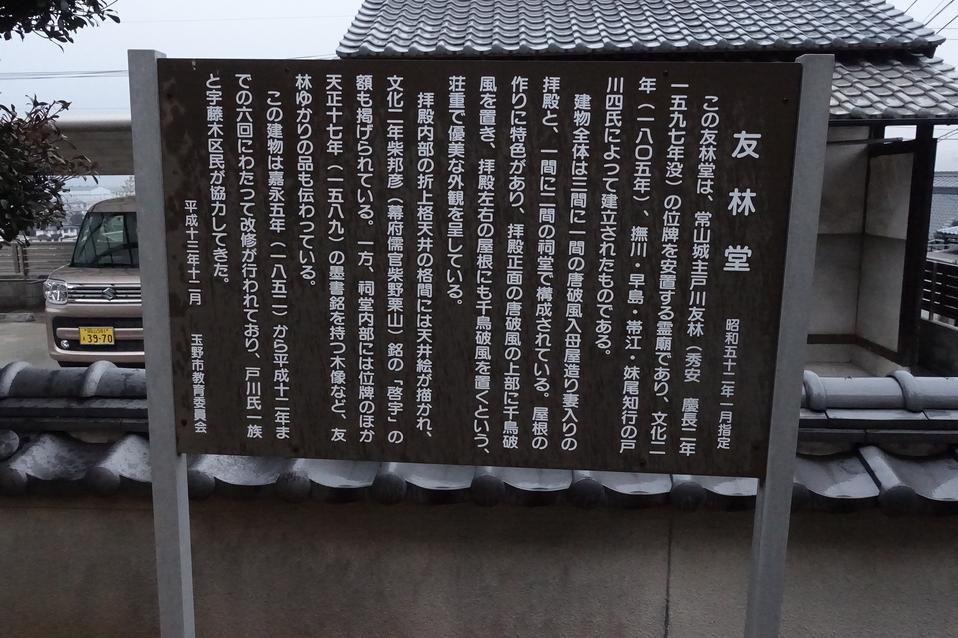 友林堂
昭和五十二年一月指定
この友林堂は、常山城主戸川友林（秀安　慶長二年
一五九七年没）の位牌を安置する霊廟であり、文化二
年（一八〇五年）、撫川・早島・帯江・妹尾知行の戸
川四氏によって建立されたものである。
建物全体は三間に一間の唐破風入母屋造り妻入りの
拝殿と、一間に二間の祠堂で構成されている。屋根の
作りに特色があり、拝殿正面の唐破風の上部に千鳥破
風を置き、拝殿左右の屋根にも千鳥破風を置くという、
荘重で優美な外観を呈している。
拝殿内部の折上格天井の格間には天井絵が描かれ、
文化二年柴邦彦（幕府儒官柴野栗山）銘の「啓宇」の
額も掲げられている。一方、祠堂内部には位牌のほか
天正十七年（一五八九）の墨書銘を持つ木像など、友
林ゆかりの品も伝わっている。
この建物は嘉永五年（一八五二）から平成十二年ま
での六回にわたって改修が行われており、戸川氏一族
と宇藤木区民が協力してきた。
平成十三年十二月　玉野市教育委員会
39-70